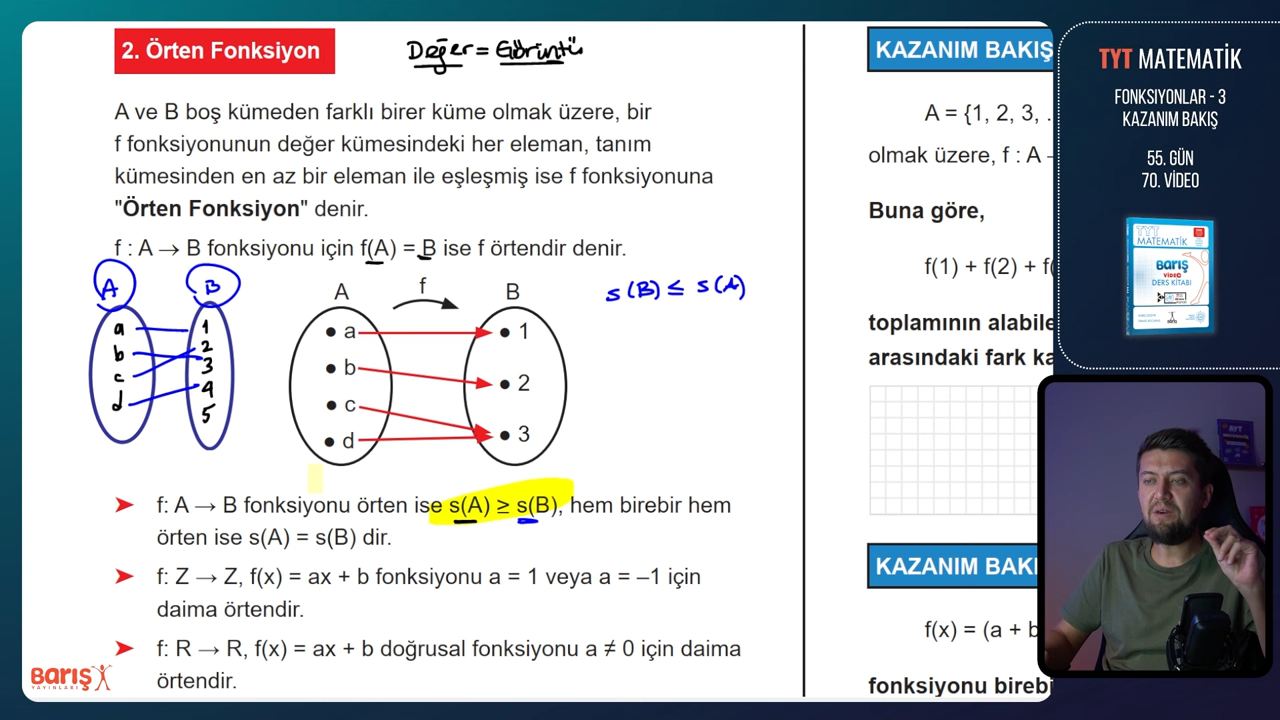 2. Örten Fonksiyon
Değer = Görüntü
A ve B boş kümeden farklı birer küme olmak üzere, bir
f fonksiyonunun değer kümesindeki her eleman, tanım
kümesinden en az bir eleman ile eşleşmiş ise f fonksiyonuna
"Örten Fonksiyon" denir.
f : A → B fonksiyonu için f(A) = B ise f örtendir denir.
A
B
a
b
c
d
1
2
3
4
5
A
f
B
a
b
c
d
1
2
3
s(B) ≤ s(A)
➤ f: A → B fonksiyonu örten ise s(A) ≥ s(B), hem birebir hem
örten ise s(A) = s(B) dir.
➤ f: Z → Z, f(x) = ax + b fonksiyonu a = 1 veya a = –1 için
daima örtendir.
➤ f: R → R, f(x) = ax + b doğrusal fonksiyonu a ≠ 0 için daima
örtendir.
BARIŞ
YAYINLARI
KAZANIM BAKIŞ
A = {1, 2, 3, .
olmak üzere, f : A
Buna göre,
f(1) + f(2) + f(
toplamının alabile
arasındaki fark ka
KAZANIM BAKI
f(x) = (a + b
fonksiyonu birebi
TYT MATEMATİK
FONKSIYONLAR - 3
KAZANIM BAKIŞ
55. GÜN
70. VİDEO
TYT
MATEMATİK
BARIŞ
VİDEO
DERS KİTABI